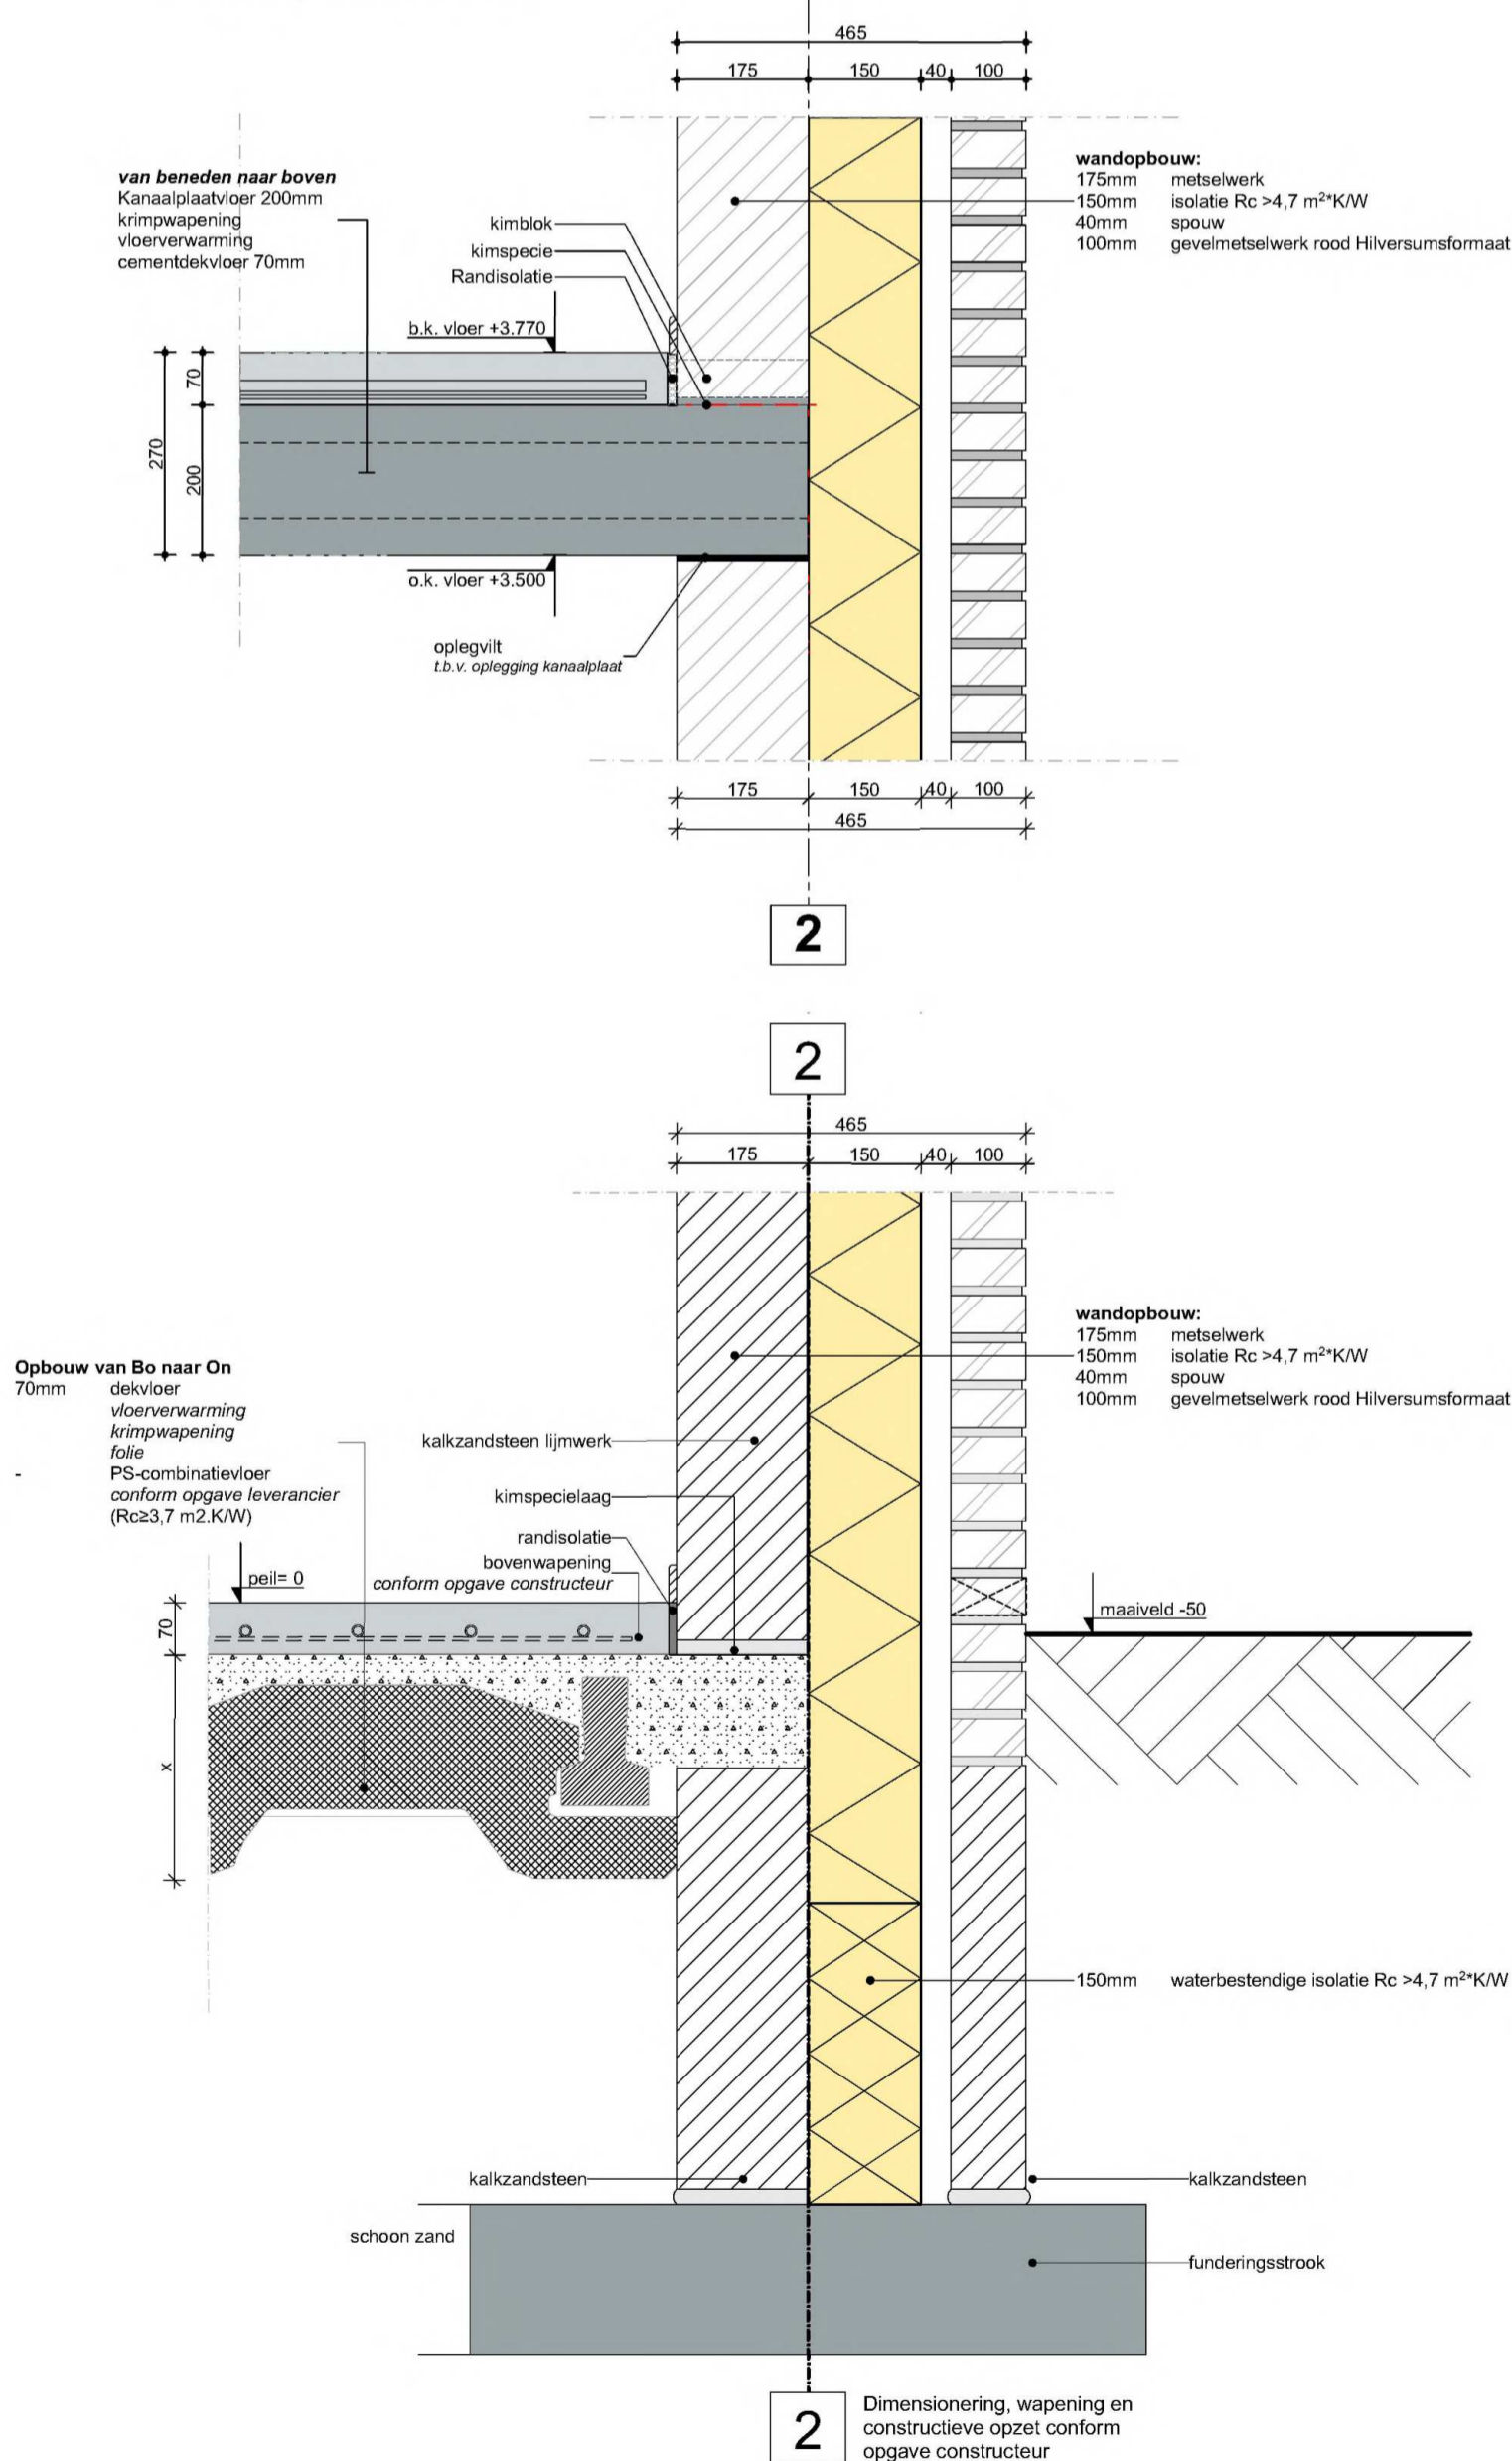 465
175 150 40 100
van beneden naar boven
Kanaalplaatvloer 200mm
krimpwapening
vloerverwarming
cementdekvloer 70mm
kimblok
kimspecie
Randisolatie
wandopbouw:
175mm metselwerk
150mm isolatie Rc >4,7 m²*K/W
40mm spouw
100mm gevelmetselwerk rood Hilversumsformaat
b.k. vloer +3.770
70
270
200
o.k. vloer +3.500
oplegvilt
t.b.v. oplegging kanaalplaat
175 150 40 100
465
2
2
465
175 150 40 100
wandopbouw:
175mm metselwerk
150mm isolatie Rc >4,7 m²*K/W
40mm spouw
100mm gevelmetselwerk rood Hilversumsformaat
Opbouw van Bo naar On
70mm dekvloer
vloerverwarming
krimpwapening
folie
- PS-combinatievloer
conform opgave leverancier
(Rc≥3,7 m2.K/W)
kalkzandsteen lijmwerk
kimspecielaag
randisolatie
bovenwapening
conform opgave constructeur
peil= 0
70
x
maaiveld -50
150mm waterbestendige isolatie Rc >4,7 m²*K/W
kalkzandsteen
kalkzandsteen
schoon zand
funderingsstrook
2
Dimensionering, wapening en
constructieve opzet conform
opgave constructeur